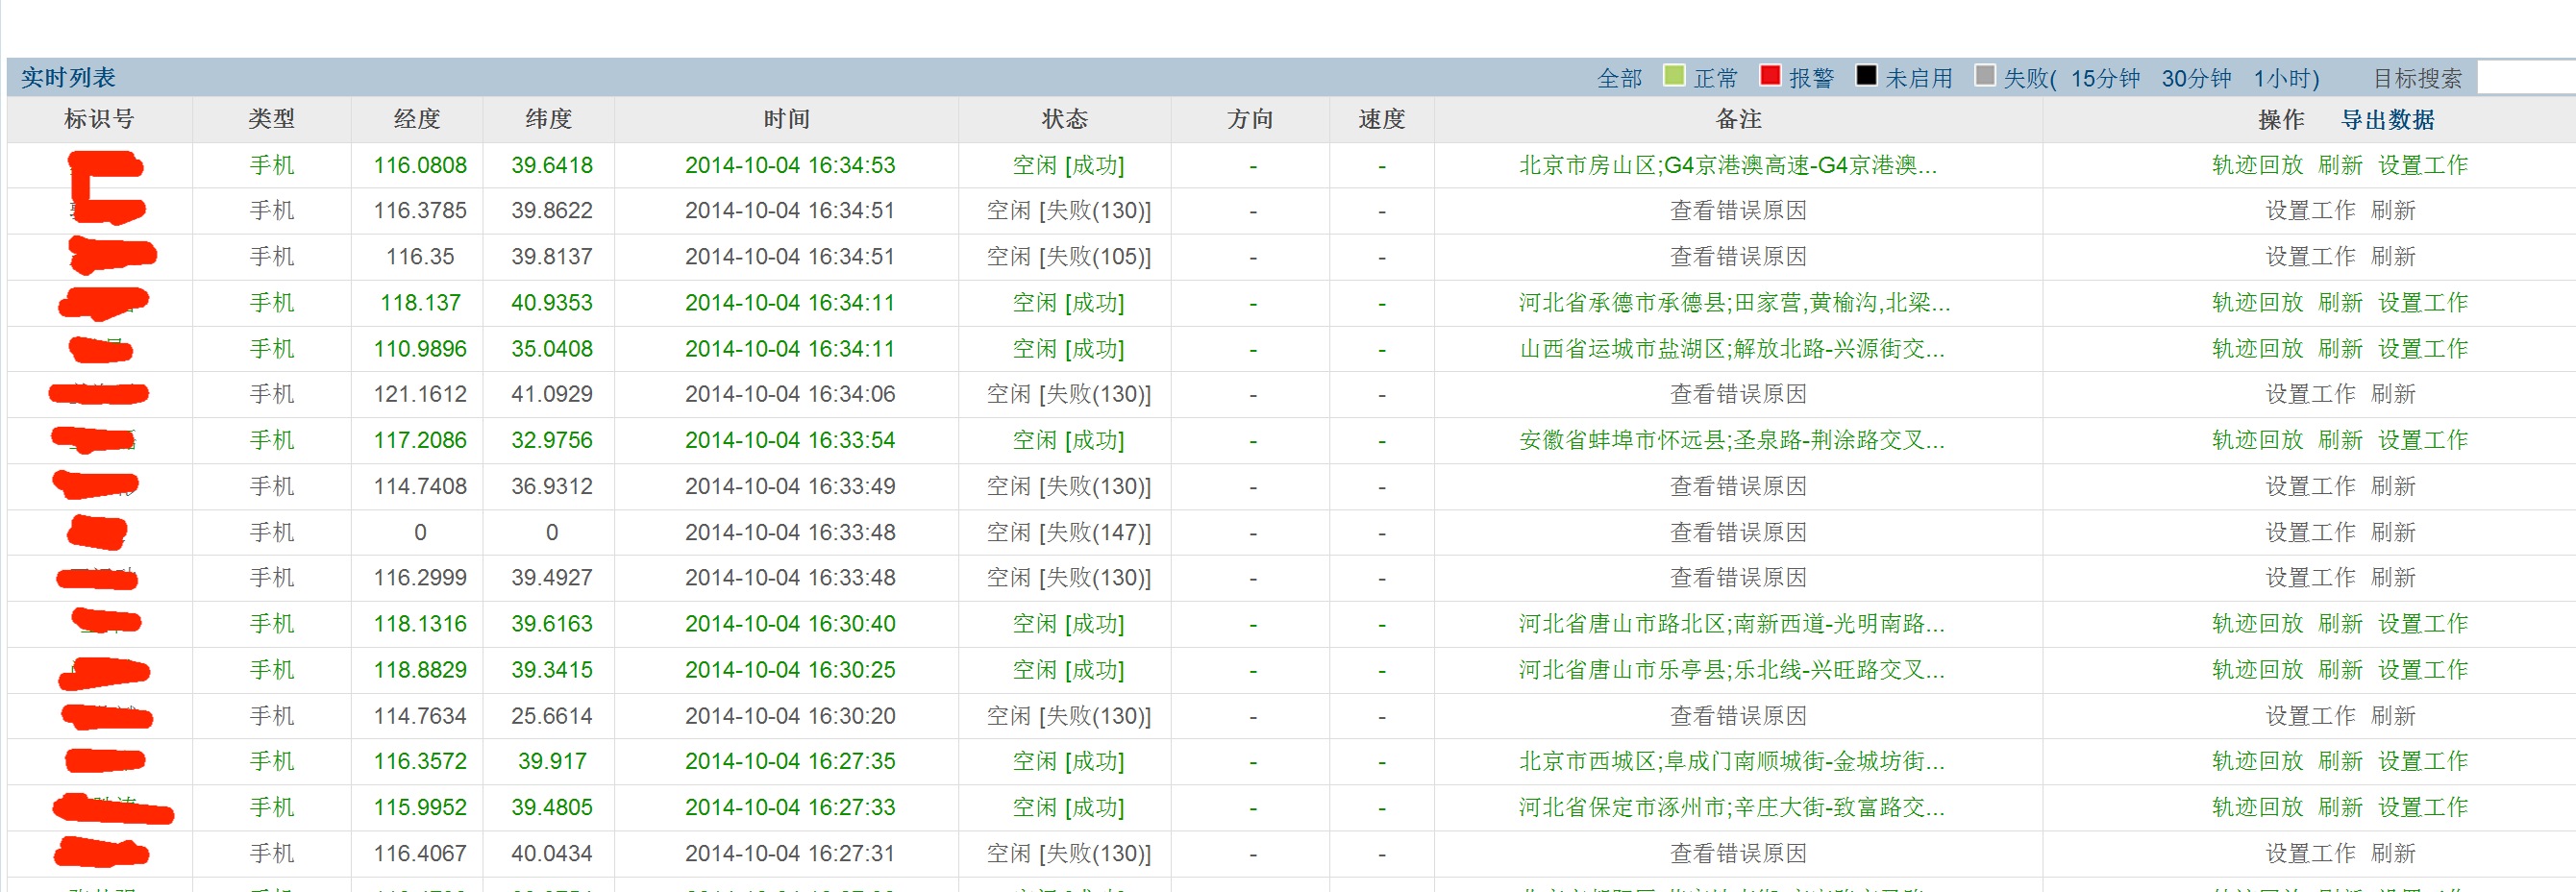 实时列表 全部 正常 报警 未启用 失败( 15分钟 30分钟 1小时) 目标搜索
标识号 类型 经度 纬度 时间 状态 方向 速度 备注 操作 导出数据
手机 116.0808 39.6418 2014-10-04 16:34:53 空闲 [成功] - - 北京市房山区;G4京港澳高速-G4京港澳... 轨迹回放 刷新 设置工作
手机 116.3785 39.8622 2014-10-04 16:34:51 空闲 [失败(130)] - - 查看错误原因 设置工作 刷新
手机 116.35 39.8137 2014-10-04 16:34:51 空闲 [失败(105)] - - 查看错误原因 设置工作 刷新
手机 118.137 40.9353 2014-10-04 16:34:11 空闲 [成功] - - 河北省承德市承德县;田家营,黄榆沟,北梁... 轨迹回放 刷新 设置工作
手机 110.9896 35.0408 2014-10-04 16:34:11 空闲 [成功] - - 山西省运城市盐湖区;解放北路-兴源街交... 轨迹回放 刷新 设置工作
手机 121.1612 41.0929 2014-10-04 16:34:06 空闲 [失败(130)] - - 查看错误原因 设置工作 刷新
手机 117.2086 32.9756 2014-10-04 16:33:54 空闲 [成功] - - 安徽省蚌埠市怀远县;圣泉路-荆涂路交叉... 轨迹回放 刷新 设置工作
手机 114.7408 36.9312 2014-10-04 16:33:49 空闲 [失败(130)] - - 查看错误原因 设置工作 刷新
手机 0 0 2014-10-04 16:33:48 空闲 [失败(147)] - - 查看错误原因 设置工作 刷新
手机 116.2999 39.4927 2014-10-04 16:33:48 空闲 [失败(130)] - - 查看错误原因 设置工作 刷新
手机 118.1316 39.6163 2014-10-04 16:30:40 空闲 [成功] - - 河北省唐山市路北区;南新西道-光明南路... 轨迹回放 刷新 设置工作
手机 118.8829 39.3415 2014-10-04 16:30:25 空闲 [成功] - - 河北省唐山市乐亭县;乐北线-兴旺路交叉... 轨迹回放 刷新 设置工作
手机 114.7634 25.6614 2014-10-04 16:30:20 空闲 [失败(130)] - - 查看错误原因 设置工作 刷新
手机 116.3572 39.917 2014-10-04 16:27:35 空闲 [成功] - - 北京市西城区;阜成门南顺城街-金城坊街... 轨迹回放 刷新 设置工作
手机 115.9952 39.4805 2014-10-04 16:27:33 空闲 [成功] - - 河北省保定市涿州市;辛庄大街-致富路交... 轨迹回放 刷新 设置工作
手机 116.4067 40.0434 2014-10-04 16:27:31 空闲 [失败(130)] - - 查看错误原因 设置工作 刷新